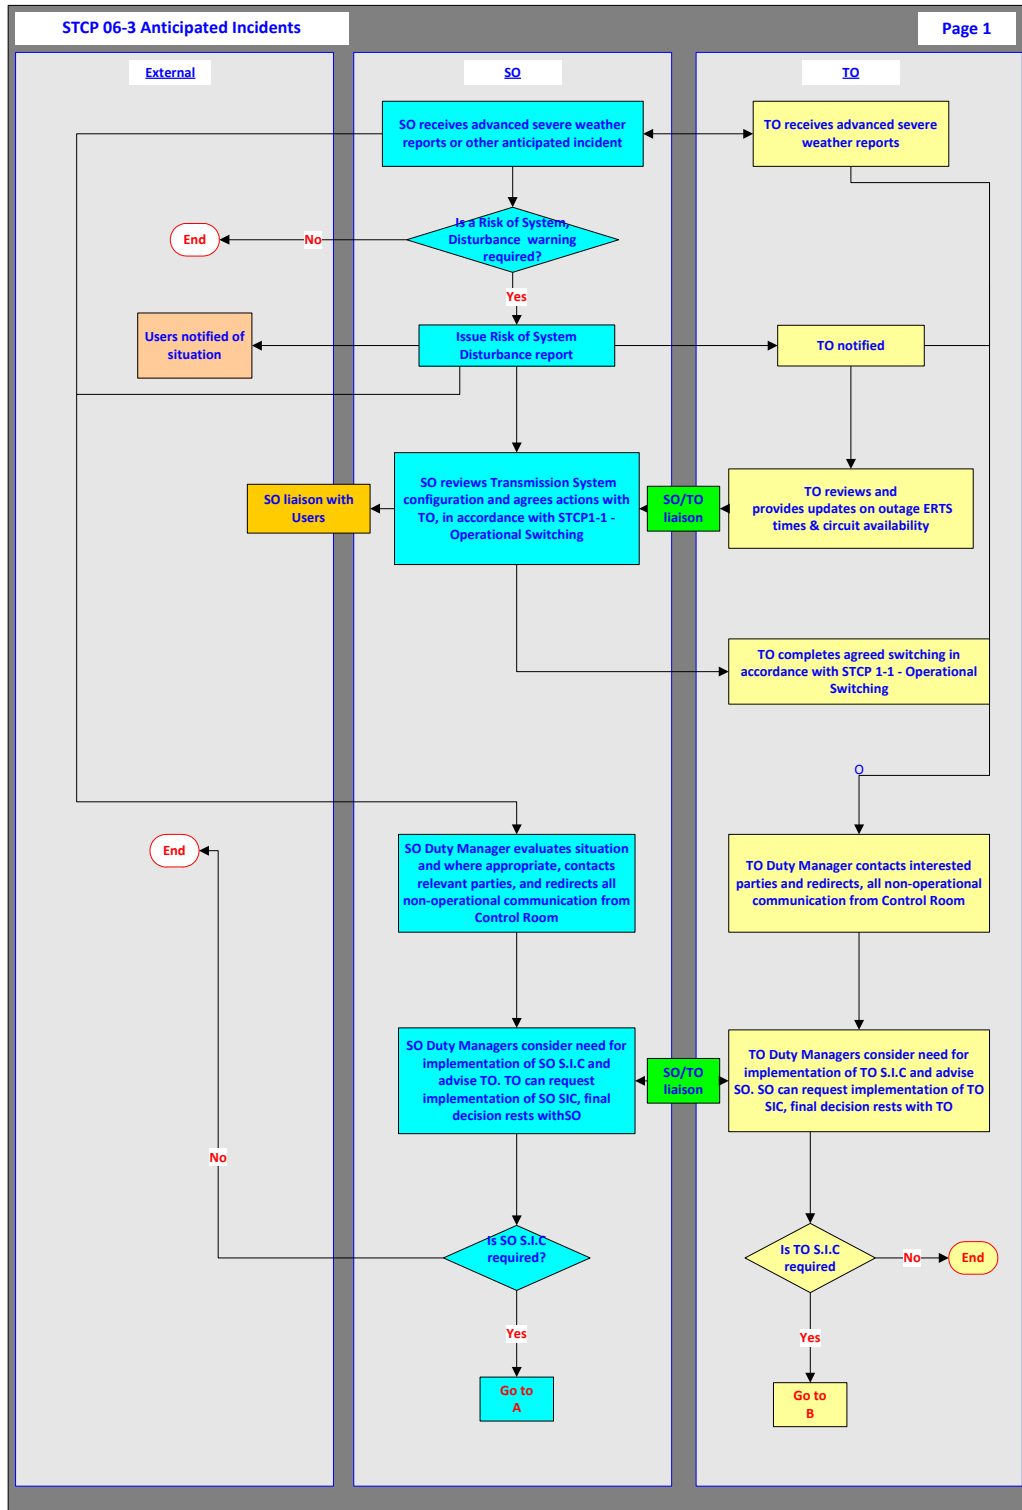 STCP 06-3 Anticipated Incidents
Page 1
External
SO
TO
SO receives advanced severe weather
reports or other anticipated incident
TO receives advanced severe
weather reports
Is a Risk of System,
Disturbance warning
required?
No
End
Yes
Users notified of
situation
Issue Risk of System
Disturbance report
TO notified
SO liaison with
Users
SO reviews Transmission System
configuration and agrees actions with
TO, in accordance with STCP1-1 -
Operational Switching
SO/TO
liaison
TO reviews and
provides updates on outage ERTS
times & circuit availability
TO completes agreed switching in
accordance with STCP 1-1 - Operational
Switching
O
End
SO Duty Manager evaluates situation
and where appropriate, contacts
relevant parties, and redirects all
non-operational communication from
Control Room
TO Duty Manager contacts interested
parties and redirects, all non-operational
communication from Control Room
SO Duty Managers consider need for
implementation of SO S.I.C and
advise TO. TO can request
implementation of SO SIC, final
decision rests withSO
SO/TO
liaison
TO Duty Managers consider need for
implementation of TO S.I.C and advise
SO. SO can request implementation of TO
SIC, final decision rests with TO
No
Is SO S.I.C
required?
Is TO S.I.C
required
No
End
Yes
Yes
Go to
A
Go to
B